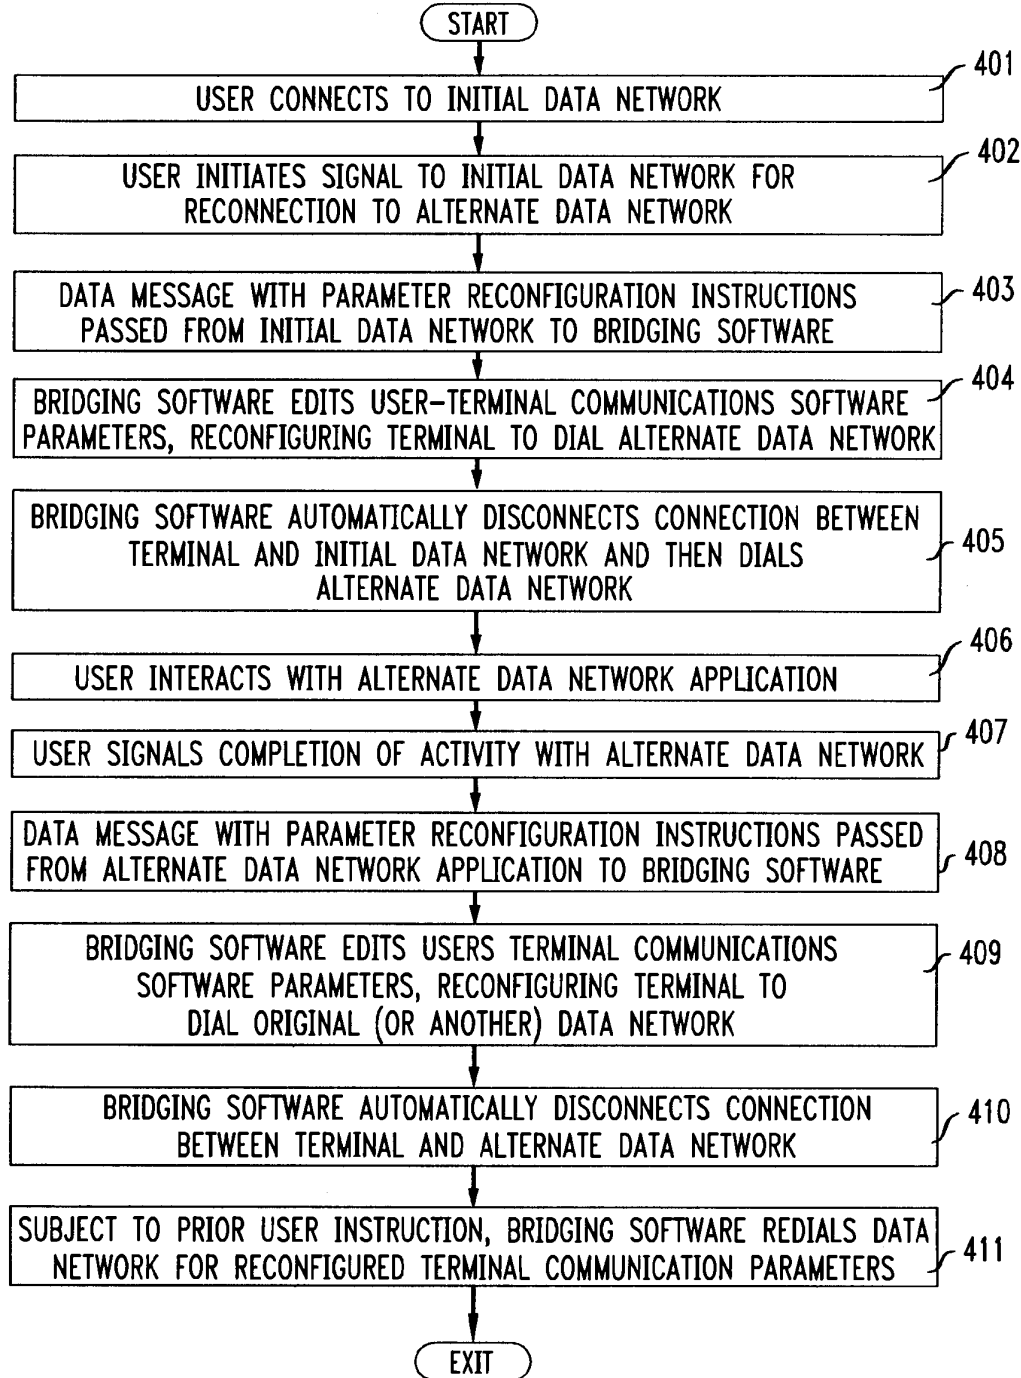 START
USER CONNECTS TO INITIAL DATA NETWORK
401
USER INITIATES SIGNAL TO INITIAL DATA NETWORK FOR
RECONNECTION TO ALTERNATE DATA NETWORK
402
DATA MESSAGE WITH PARAMETER RECONFIGURATION INSTRUCTIONS
PASSED FROM INITIAL DATA NETWORK TO BRIDGING SOFTWARE
403
BRIDGING SOFTWARE EDITS USER-TERMINAL COMMUNICATIONS SOFTWARE
PARAMETERS, RECONFIGURING TERMINAL TO DIAL ALTERNATE DATA NETWORK
404
BRIDGING SOFTWARE AUTOMATICALLY DISCONNECTS CONNECTION BETWEEN
TERMINAL AND INITIAL DATA NETWORK AND THEN DIALS
ALTERNATE DATA NETWORK
405
USER INTERACTS WITH ALTERNATE DATA NETWORK APPLICATION
406
USER SIGNALS COMPLETION OF ACTIVITY WITH ALTERNATE DATA NETWORK
407
DATA MESSAGE WITH PARAMETER RECONFIGURATION INSTRUCTIONS PASSED
FROM ALTERNATE DATA NETWORK APPLICATION TO BRIDGING SOFTWARE
408
BRIDGING SOFTWARE EDITS USERS TERMINAL COMMUNICATIONS
SOFTWARE PARAMETERS, RECONFIGURING TERMINAL TO
DIAL ORIGINAL (OR ANOTHER) DATA NETWORK
409
BRIDGING SOFTWARE AUTOMATICALLY DISCONNECTS CONNECTION
BETWEEN TERMINAL AND ALTERNATE DATA NETWORK
410
SUBJECT TO PRIOR USER INSTRUCTION, BRIDGING SOFTWARE REDIALS DATA
NETWORK FOR RECONFIGURED TERMINAL COMMUNICATION PARAMETERS
411
EXIT